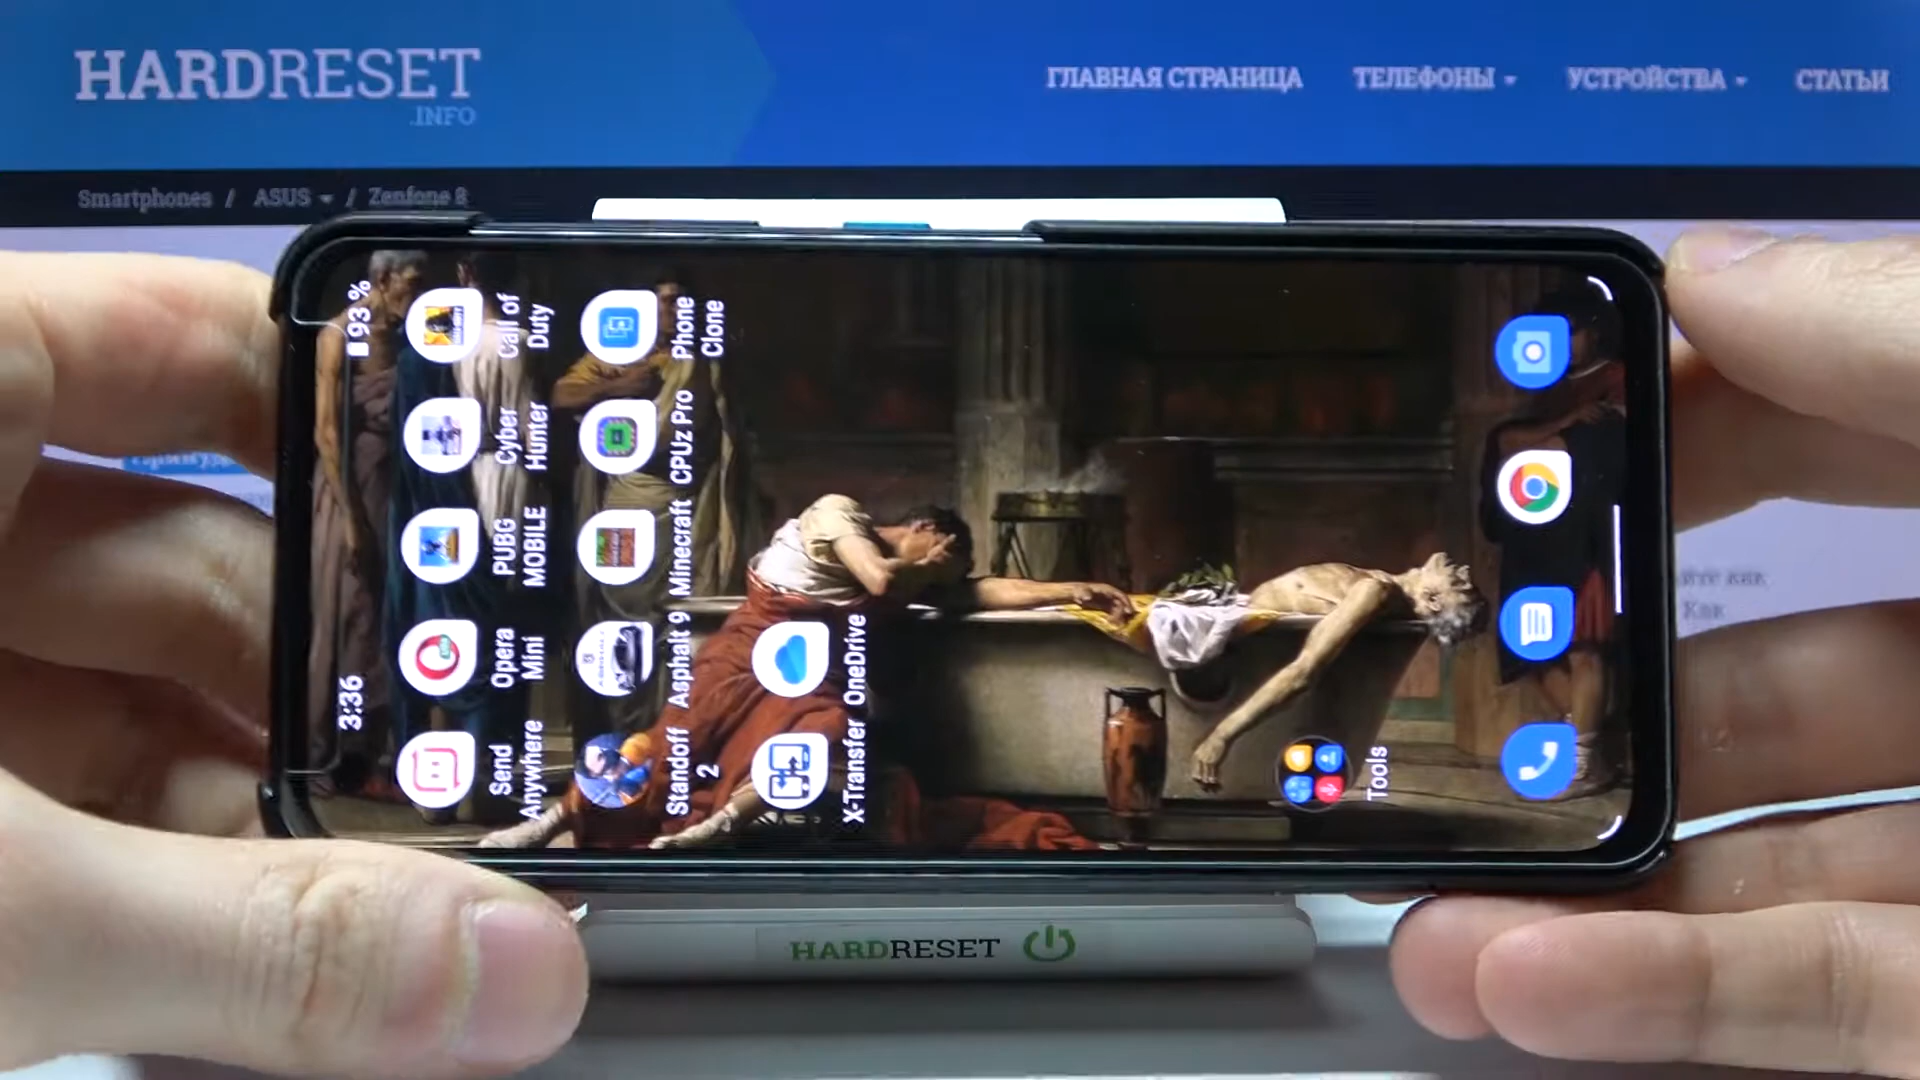 HARDRESET
.INFO
ГЛАВНАЯ СТРАНИЦА
ТЕЛЕФОНЫ
УСТРОЙСТВА
СТАТЬИ
Smartphones / ASUS / Zenfone 8
3:36
93 %
Send
Anywhere
Opera
Mini
PUBG
MOBILE
Cyber
Hunter
Call of
Duty
Standoff
2
Asphalt 9
Minecraft
CPUz Pro
Phone
Clone
X-Transfer
OneDrive
Tools
как
Как
HARDRESET